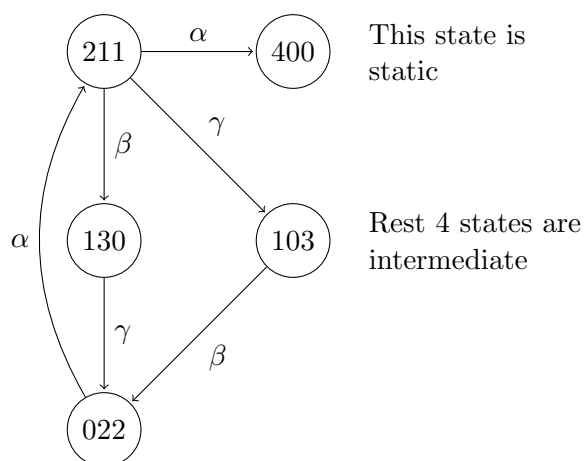 211
α
400
This state is
static
β
γ
α
130
103
Rest 4 states are
intermediate
γ
β
022